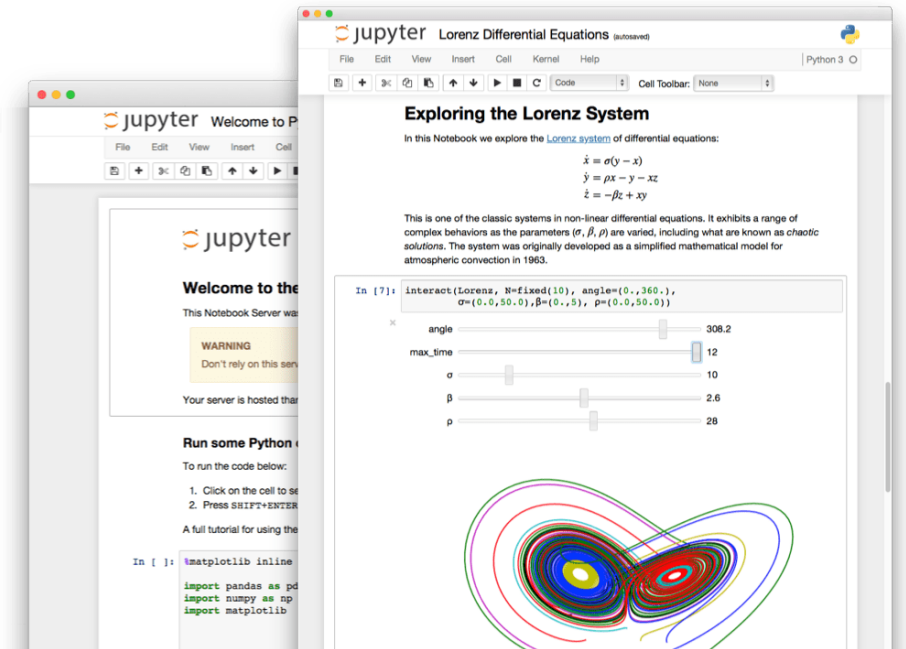 jupyter Lorenz Differential Equations (autosaved)
File Edit View Insert Cell Kernel Help Python 3
Code Cell Toolbar: None
Exploring the Lorenz System
In this Notebook we explore the Lorenz system of differential equations:
ẋ = σ(y − x)
ẏ = ρx − y − xz
ż = −βz + xy
This is one of the classic systems in non-linear differential equations. It exhibits a range of
complex behaviors as the parameters (σ, β, ρ) are varied, including what are known as chaotic
solutions. The system was originally developed as a simplified mathematical model for
atmospheric convection in 1963.
In [7]: interact(Lorenz, N=fixed(10), angle=(0.,360.),
σ=(0.0,50.0),β=(0.,5), ρ=(0.0,50.0))
angle 308.2
max_time 12
σ 10
β 2.6
ρ 28
jupyter Welcome to P
File Edit View Insert Cell
jupyter
Welcome to the
This Notebook Server was
WARNING
Don't rely on this serv
Your server is hosted than
Run some Python
To run the code below:
1. Click on the cell to se
2. Press SHIFT+ENTER
A full tutorial for using the
In [ ]: %matplotlib inline
import pandas as pd
import numpy as np
import matplotlib